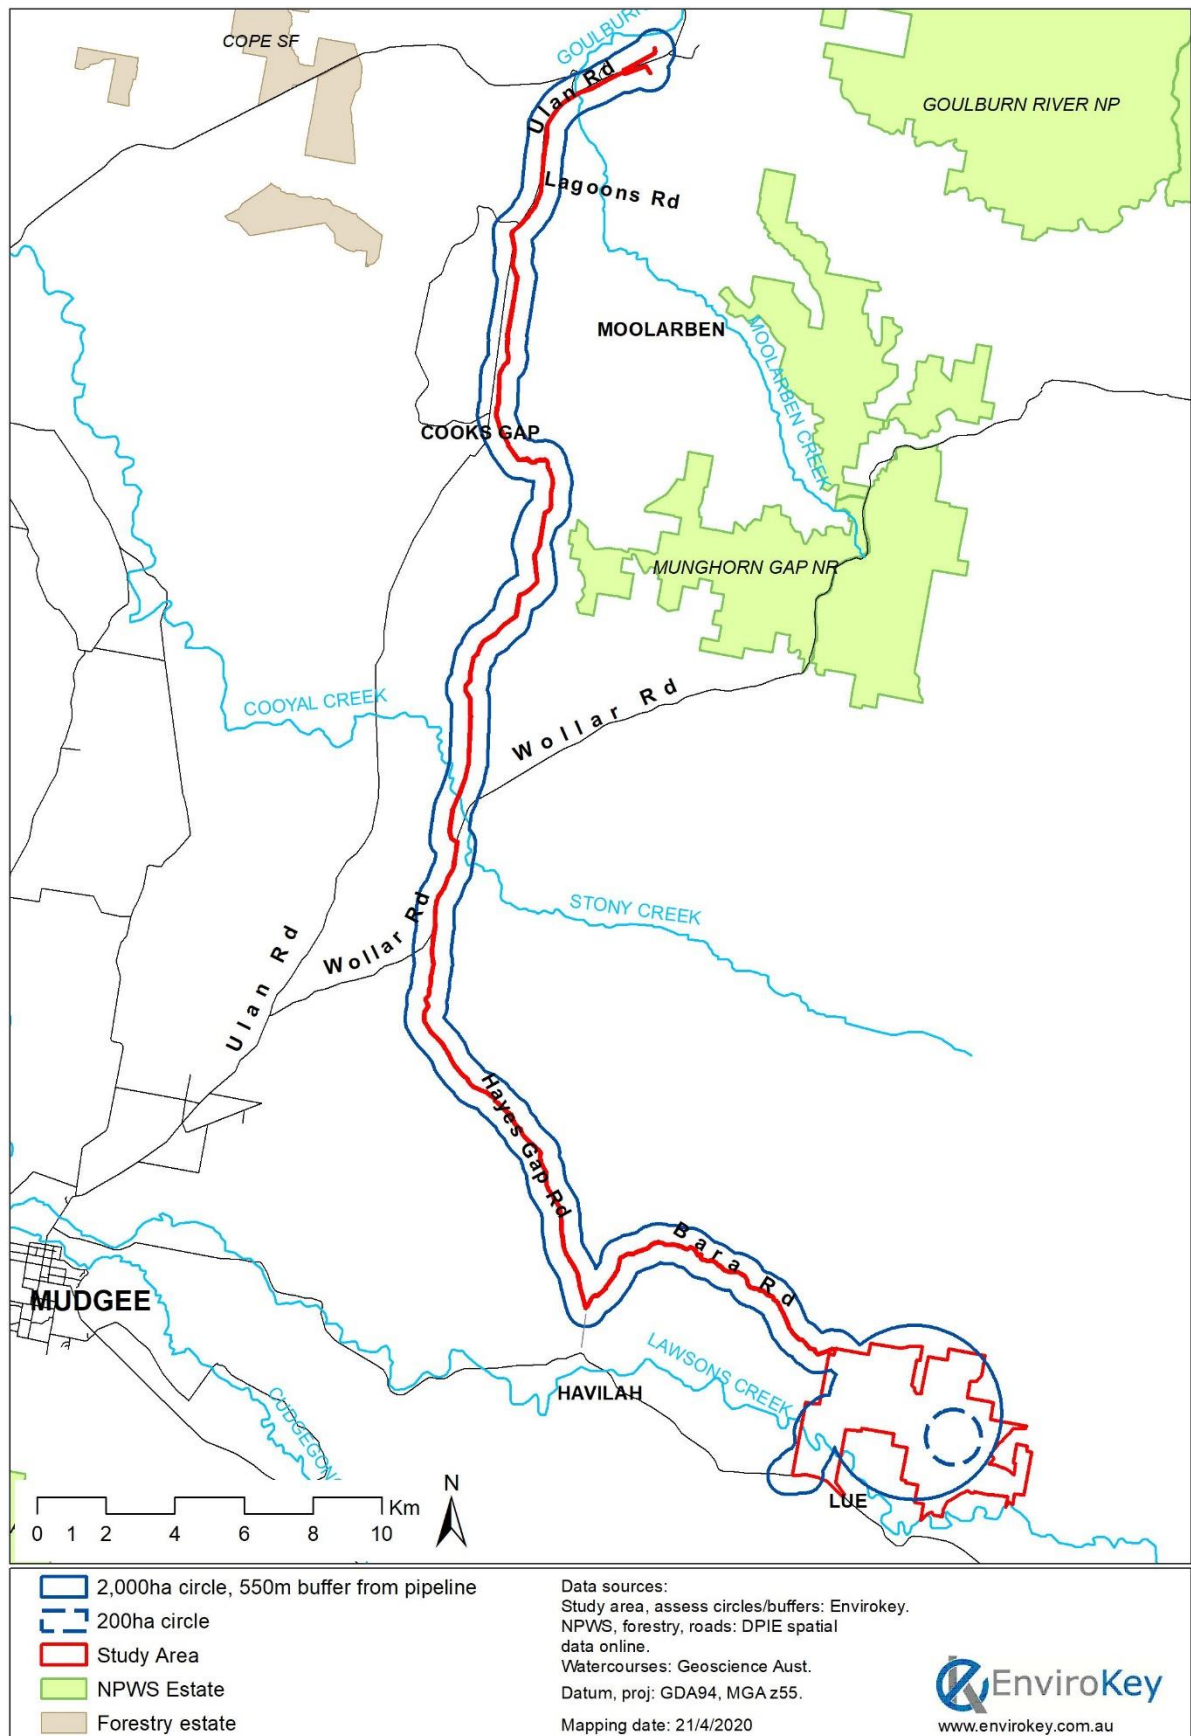 GOULBURN
COPE SF
Ulan Rd
GOULBURN RIVER NP
Lagoons Rd
MOOLARBEN
MOOLARBEN CREEK
COOKS GAP
MUNGHORN GAP NR
Wollar Rd
COOYAL CREEK
STONY CREEK
Wollar Rd
Ulan Rd
Hayes Gap Rd
Bara Rd
MUDGEE
LAWSONS CREEK
HAVILAH
CUDGEGON
LUE
N
Km
0 1 2 4 6 8 10
2,000ha circle, 550m buffer from pipeline
200ha circle
Study Area
NPWS Estate
Forestry estate
Data sources:
Study area, assess circles/buffers: Envirokey.
NPWS, forestry, roads: DPIE spatial
data online.
Watercourses: Geoscience Aust.
Datum, proj: GDA94, MGA z55.
Mapping date: 21/4/2020
EnviroKey
www.envirokey.com.au